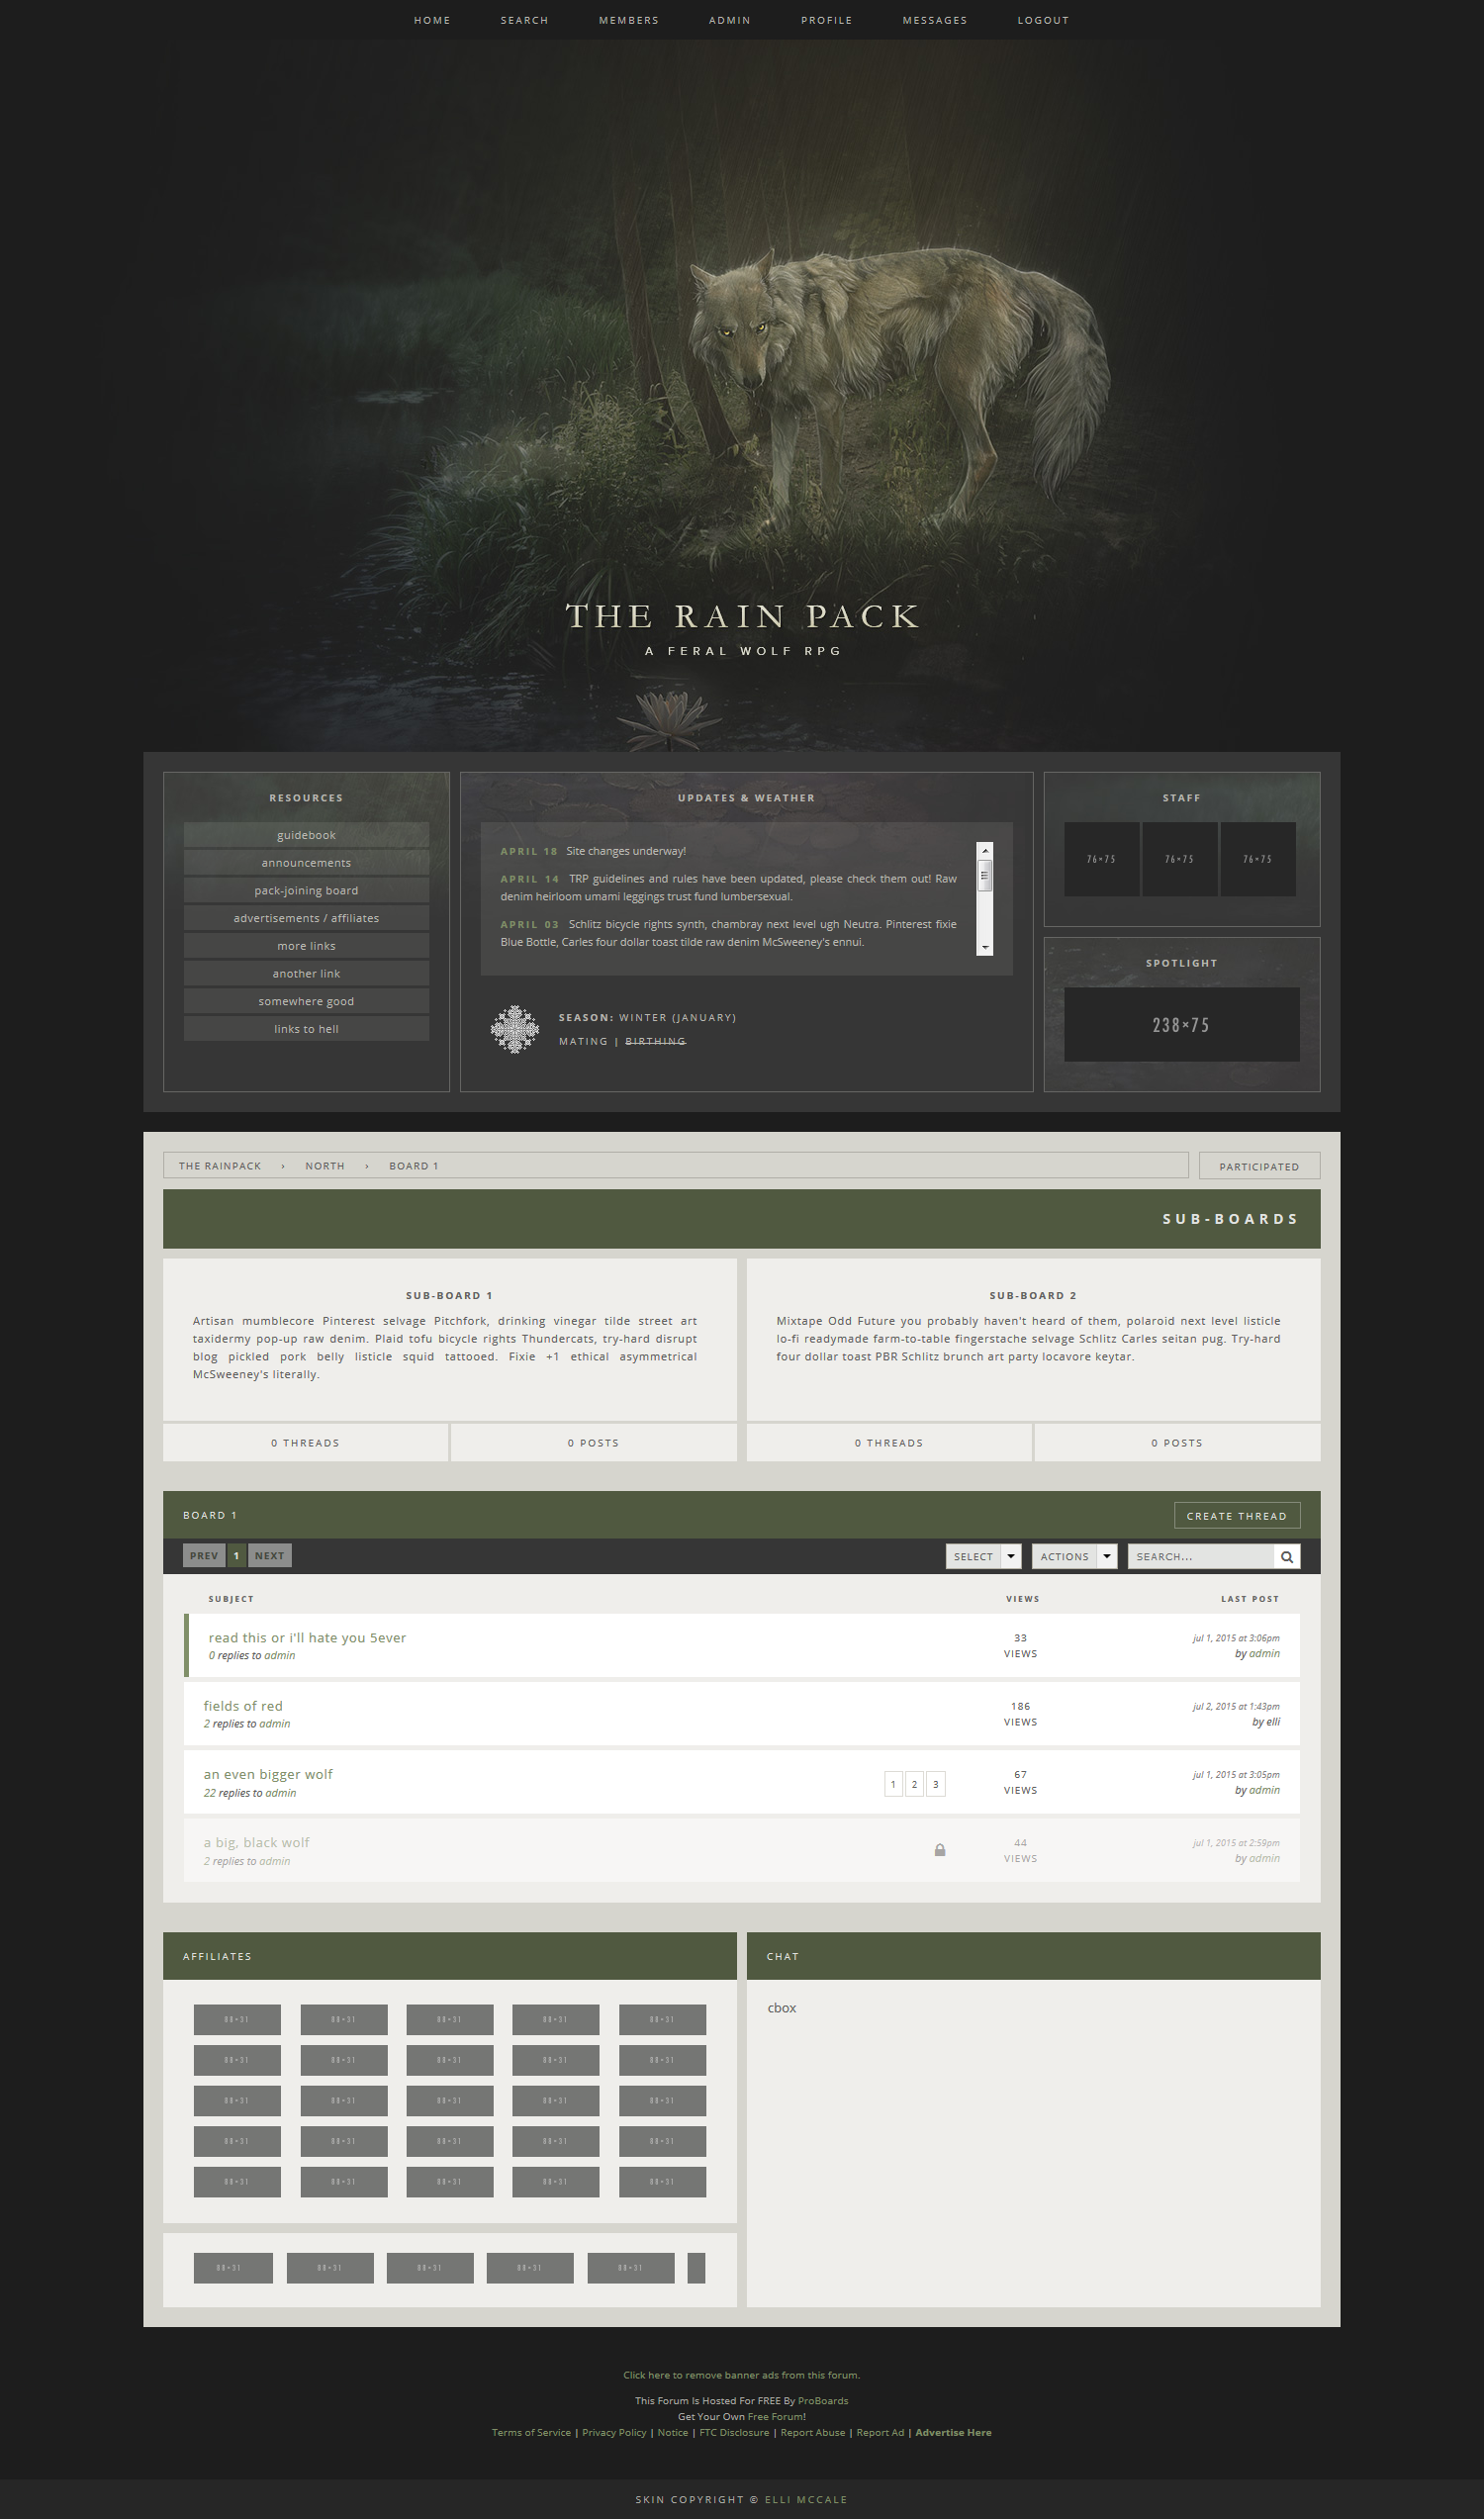 HOME SEARCH MEMBERS ADMIN PROFILE MESSAGES LOGOUT
THE RAIN PACK
A FERAL WOLF RPG
RESOURCES
guidebook
announcements
pack-joining board
advertisements / affiliates
more links
another link
somewhere good
links to hell
UPDATES & WEATHER
APRIL 18 Site changes underway!
APRIL 14 TRP guidelines and rules have been updated, please check them out! Raw
denim heirloom umami leggings trust fund lumbersexual.
APRIL 03 Schlitz bicycle rights synth, chambray next level ugh Neutra. Pinterest fixie
Blue Bottle, Carles four dollar toast tilde raw denim McSweeney's ennui.
SEASON: WINTER (JANUARY)
MATING | BIRTHING
STAFF
76×75 76×75 76×75
SPOTLIGHT
238×75
THE RAINPACK › NORTH › BOARD 1
PARTICIPATED
SUB-BOARDS
SUB-BOARD 1
Artisan mumblecore Pinterest selvage Pitchfork, drinking vinegar tilde street art
taxidermy pop-up raw denim. Plaid tofu bicycle rights Thundercats, try-hard disrupt
blog pickled pork belly listicle squid tattooed. Fixie +1 ethical asymmetrical
McSweeney's literally.
0 THREADS 0 POSTS
SUB-BOARD 2
Mixtape Odd Future you probably haven't heard of them, polaroid next level listicle
lo-fi readymade farm-to-table fingerstache selvage Schlitz Carles seitan pug. Try-hard
four dollar toast PBR Schlitz brunch art party locavore keytar.
0 THREADS 0 POSTS
BOARD 1
CREATE THREAD
PREV 1 NEXT
SELECT ACTIONS SEARCH...
SUBJECT VIEWS LAST POST
read this or i'll hate you 5ever
0 replies to admin
33
VIEWS
jul 1, 2015 at 3:06pm
by admin
fields of red
2 replies to admin
186
VIEWS
jul 2, 2015 at 1:43pm
by elli
an even bigger wolf
22 replies to admin
1 2 3
67
VIEWS
jul 1, 2015 at 3:05pm
by admin
a big, black wolf
2 replies to admin
44
VIEWS
jul 1, 2015 at 2:59pm
by admin
AFFILIATES
88×31 88×31 88×31 88×31 88×31
88×31 88×31 88×31 88×31 88×31
88×31 88×31 88×31 88×31 88×31
88×31 88×31 88×31 88×31 88×31
88×31 88×31 88×31 88×31 88×31
88×31 88×31 88×31 88×31 88×31
CHAT
cbox
Click here to remove banner ads from this forum.
This Forum Is Hosted For FREE By ProBoards
Get Your Own Free Forum!
Terms of Service | Privacy Policy | Notice | FTC Disclosure | Report Abuse | Report Ad | Advertise Here
SKIN COPYRIGHT © ELLI MCCALE